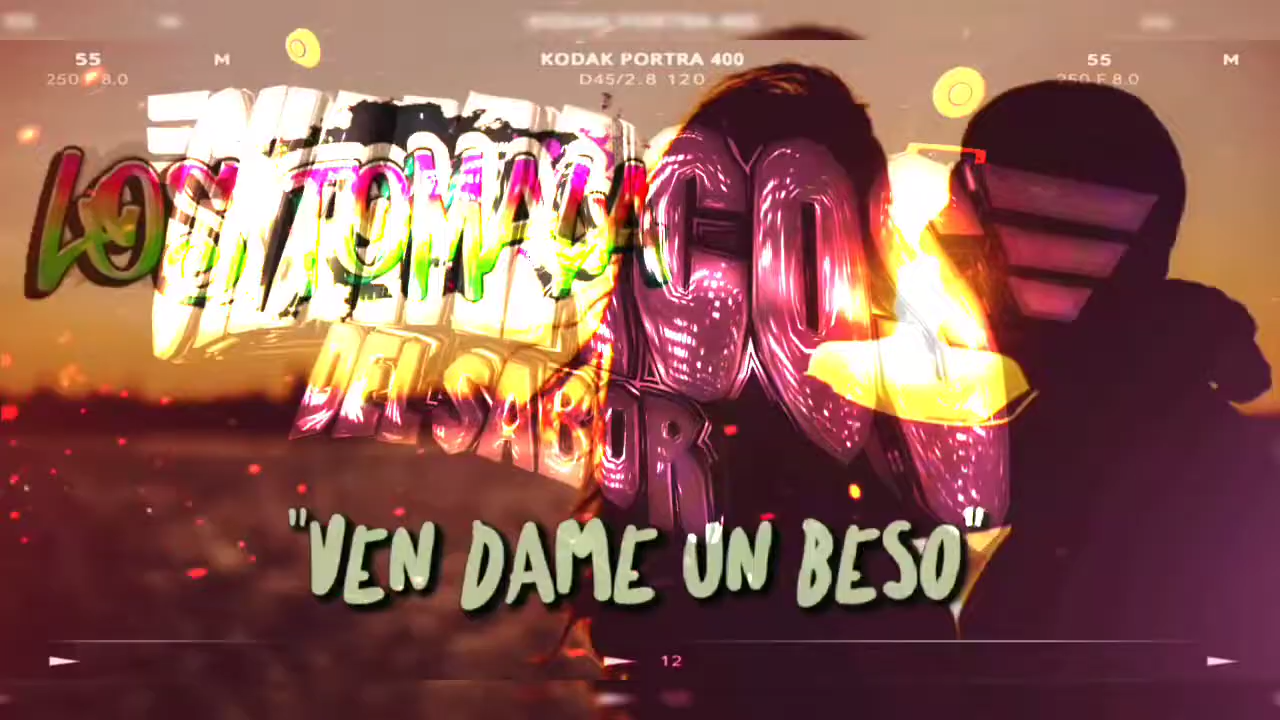 55 M KODAK PORTRA 400 55 M
250 F 8.0 D45/2.8 120 250 F 8.0
LOS
DEL SABOR
"VEN DAME UN BESO"
12